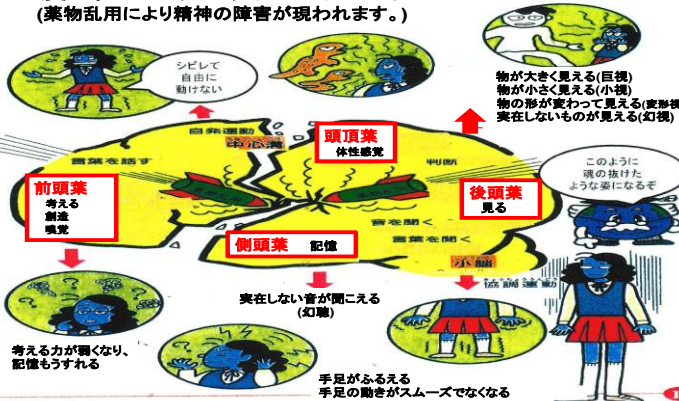 (薬物乱用により精神の障害が現われます。)
シビレて
自由に
動けない
物が大きく見える(巨視)
物が小さく見える(小視)
物の形が変わって見える(変形視
実在しないものが見える(幻視)
自発運動
中心溝
言葉を話す
頭頂葉
体性感覚
判断
前頭葉
考える
創造
嗅覚
後頭葉
見る
このように
魂の抜けた
ような姿になるぞ
音を聞く
言葉を聞く
側頭葉 記憶
小脳
協調運動
実在しない音が聞こえる
(幻聴)
考える力が弱くなり、
記憶もうすれる
手足がふるえる
手足の動きがスムーズでなくなる